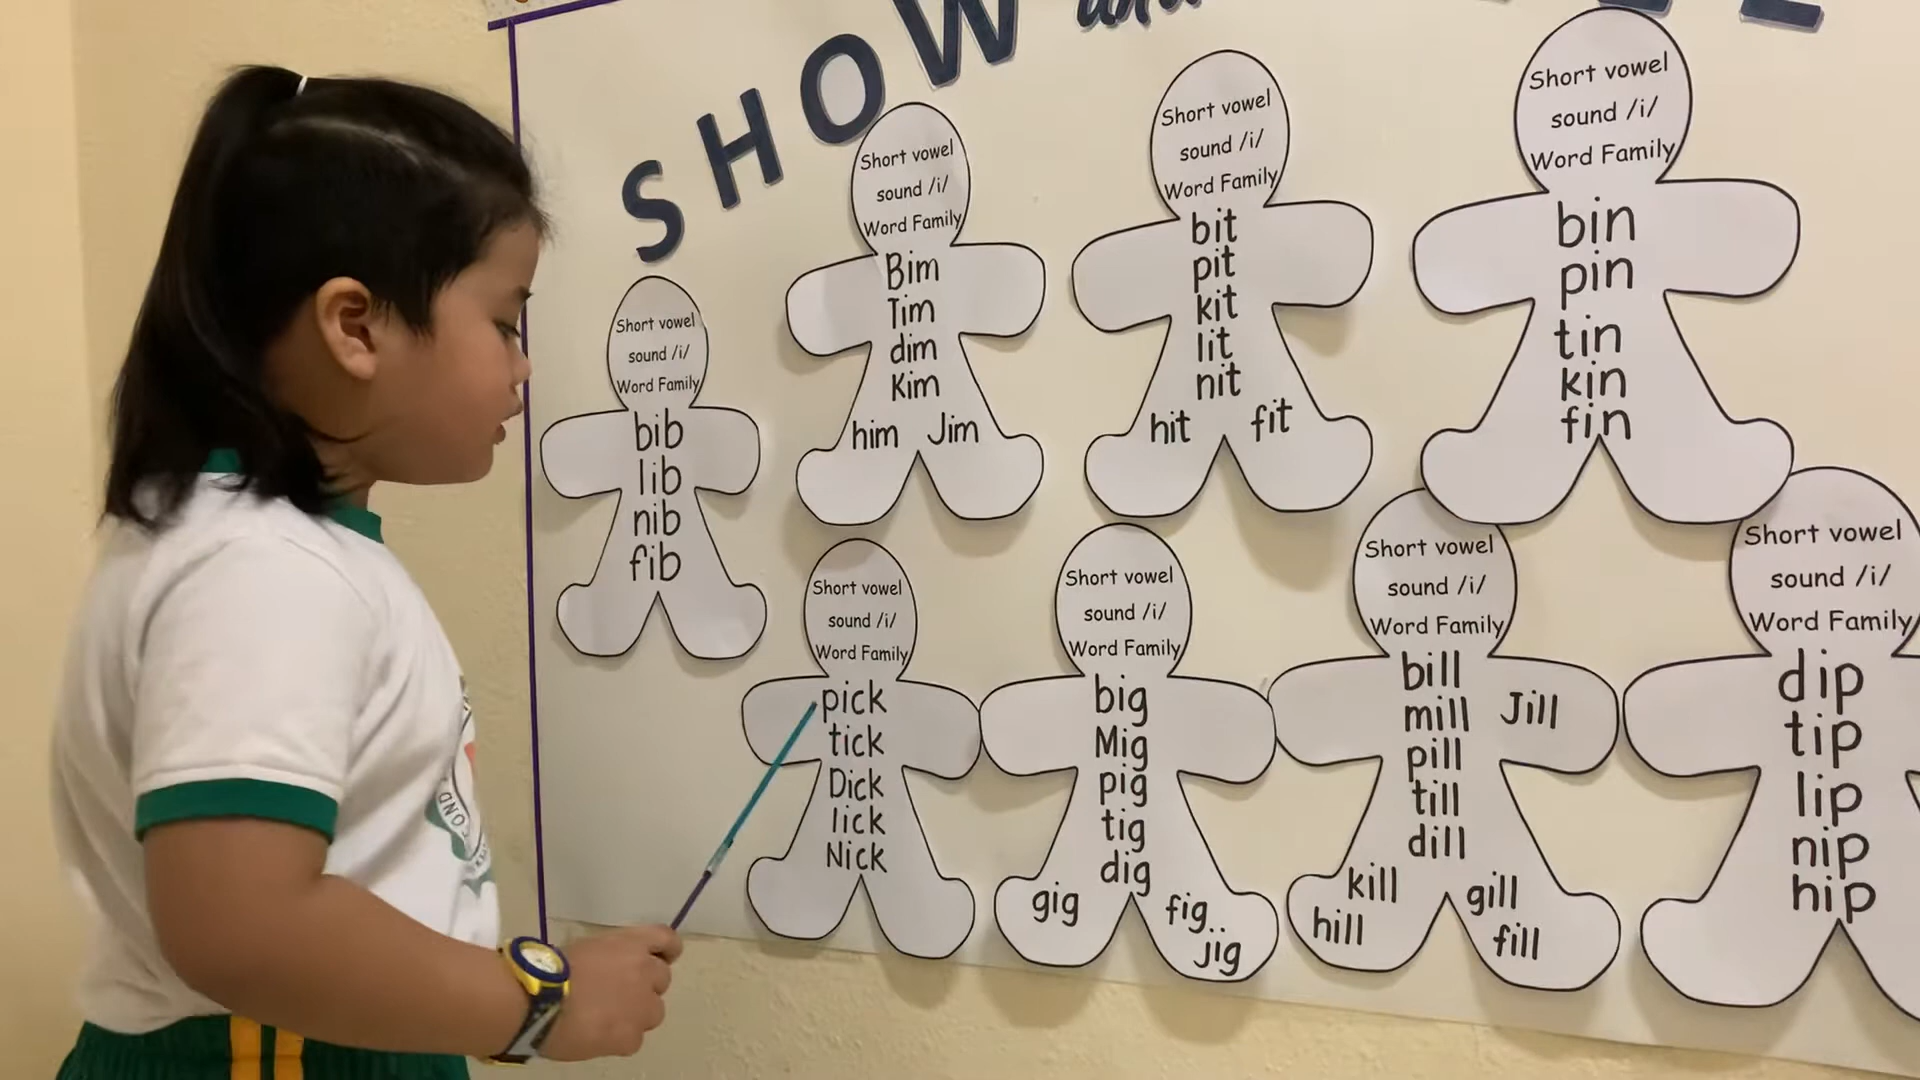 SHOW and
Short vowel
sound /i/
Word Family
bib
lib
nib
fib
Short vowel
sound /i/
Word Family
Bim
Tim
dim
Kim
him Jim
Short vowel
sound /i/
Word Family
bit
pit
kit
lit
nit
hit fit
Short vowel
sound /i/
Word Family
bin
pin
tin
kin
fin
Short vowel
sound /i/
Word Family
pick
tick
Dick
lick
Nick
Short vowel
sound /i/
Word Family
big
Mig
pig
tig
dig
gig fig..
jig
Short vowel
sound /i/
Word Family
bill
mill Jill
pill
till
dill
kill gill
hill fill
Short vowel
sound /i/
Word Family
dip
tip
lip
nip
hip